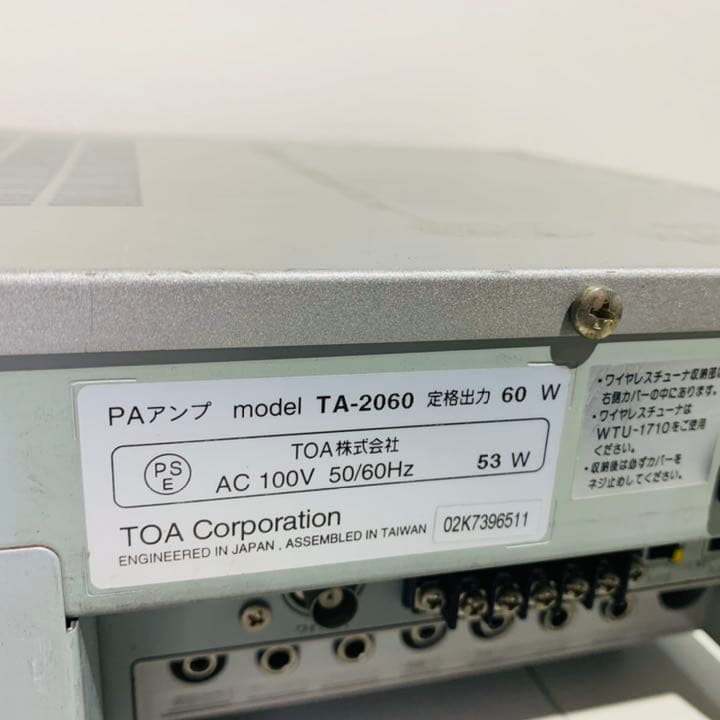 PAアンプ model TA-2060 定格出力 60 W
PS
E
TOA株式会社
AC 100V 50/60Hz 53 W
TOA Corporation
ENGINEERED IN JAPAN , ASSEMBLED IN TAIWAN
02K7396511
・ワイヤレスチューナ収納部は
右側カバーの中にあります。
・ワイヤレスチューナは
WTU-1710をご使用
ください。
・収納後は必ずカバーを
ネジ止めしてください。